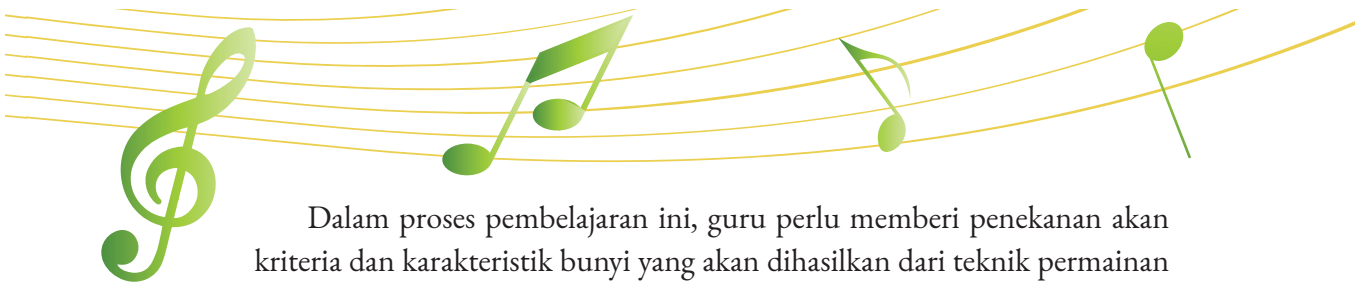 Dalam proses pembelajaran ini, guru perlu memberi penekanan akan
kriteria dan karakteristik bunyi yang akan dihasilkan dari teknik permainan